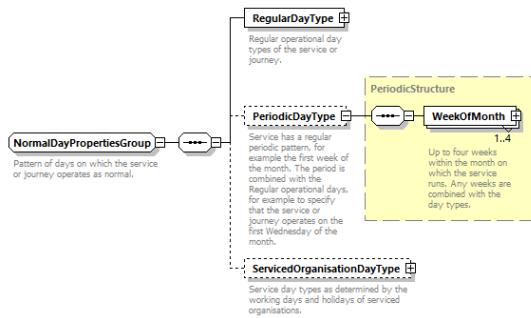 RegularDayType
Regular operational day
types of the service or
journey.
PeriodicStructure
PeriodicDayType
WeekOfMonth
1..4
NormalDayPropertiesGroup
Pattern of days on which the service
or journey operates as normal.
Service has a regular
periodic pattern, for
example the first week of
the month. The period is
combined with the
Regular operational days,
for example to specify
that the service or
journey operates on the
first Wednesday of the
month.
Up to four weeks
within the month on
which the service
runs. Any weeks are
combined with the
day types.
ServicedOrganisationDayType
Service day types as determined by the
working days and holidays of serviced
organisations.